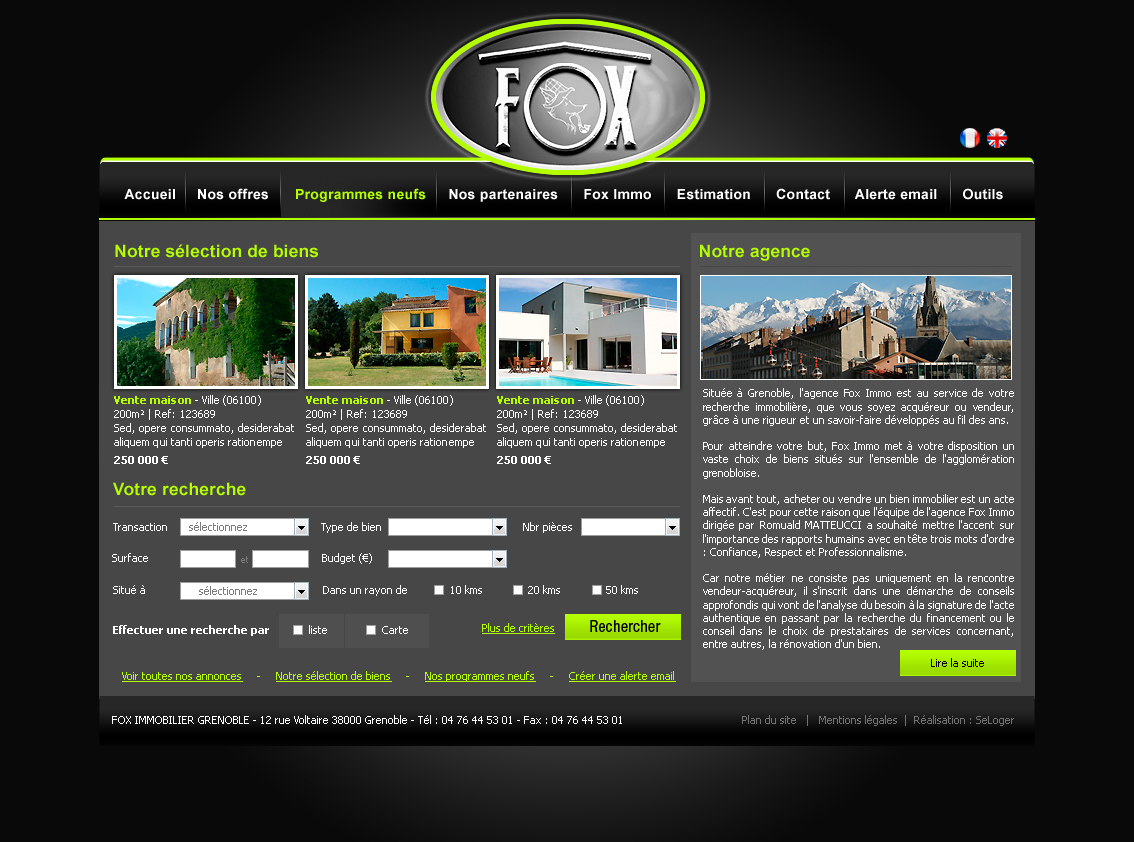 FOX
Accueil
Nos offres
Programmes neufs
Nos partenaires
Fox Immo
Estimation
Contact
Alerte email
Outils
Notre sélection de biens
Vente maison - Ville (06100)
200m² | Ref: 123689
Sed, opere consummato, desiderabat
aliquem qui tanti operis rationempe
250 000 €
Vente maison - Ville (06100)
200m² | Ref: 123689
Sed, opere consummato, desiderabat
aliquem qui tanti operis rationempe
250 000 €
Vente maison - Ville (06100)
200m² | Ref: 123689
Sed, opere consummato, desiderabat
aliquem qui tanti operis rationempe
250 000 €
Votre recherche
Transaction sélectionnez Type de bien Nbr pièces
Surface et Budget (€)
Situé à sélectionnez Dans un rayon de 10 kms 20 kms 50 kms
Effectuer une recherche par liste Carte Plus de critères Rechercher
Voir toutes nos annonces - Notre sélection de biens - Nos programmes neufs - Créer une alerte email
Notre agence
Située à Grenoble, l'agence Fox Immo est au service de votre
recherche immobilière, que vous soyez acquéreur ou vendeur,
grâce à une rigueur et un savoir-faire développés au fil des ans.
Pour atteindre votre but, Fox Immo met à votre disposition un
vaste choix de biens situés sur l'ensemble de l'agglomération
grenobloise.
Mais avant tout, acheter ou vendre un bien immobilier est un acte
affectif. C'est pour cette raison que l'équipe de l'agence Fox Immo
dirigée par Romuald MATTEUCCI a souhaité mettre l'accent sur
l'importance des rapports humains avec en tête trois mots d'ordre
: Confiance, Respect et Professionnalisme.
Car notre métier ne consiste pas uniquement en la rencontre
vendeur-acquéreur, il s'inscrit dans une démarche de conseils
approfondis qui vont de l'analyse du besoin à la signature de l'acte
authentique en passant par la recherche du financement ou le
conseil dans le choix de prestataires de services concernant,
entre autres, la rénovation d'un bien.
Lire la suite
FOX IMMOBILIER GRENOBLE - 12 rue Voltaire 38000 Grenoble - Tél : 04 76 44 53 01 - Fax : 04 76 44 53 01
Plan du site | Mentions légales | Réalisation : SeLoger